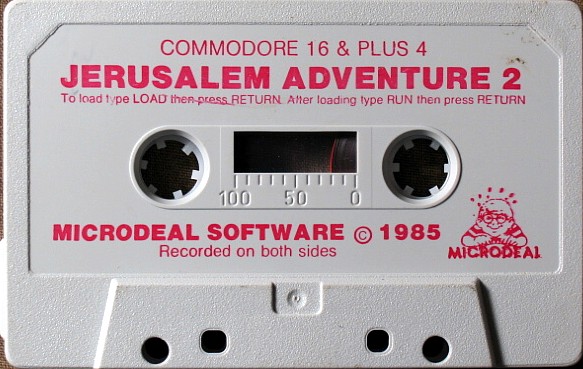 COMMODORE 16 & PLUS 4
JERUSALEM ADVENTURE 2
To load type LOAD then press RETURN. After loading type RUN then press RETURN
100 50 0
MICRODEAL SOFTWARE © 1985
Recorded on both sides
MICRODEAL